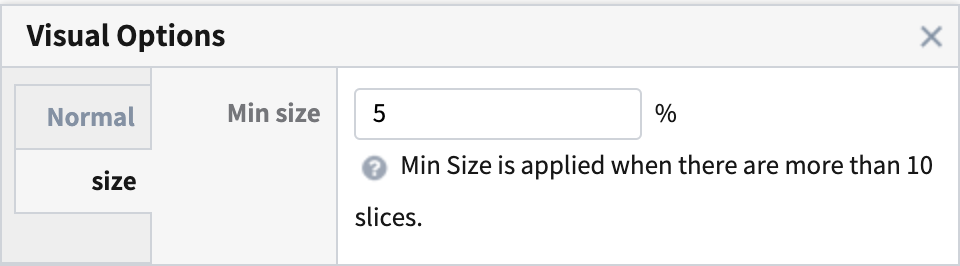 Visual Options
Normal
size
Min size
5
%
Min Size is applied when there are more than 10
slices.